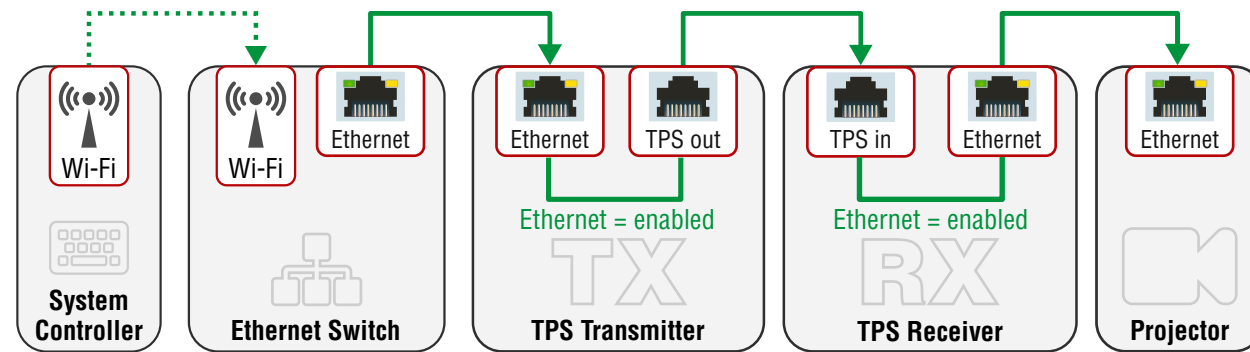 Wi-Fi
Wi-Fi
Ethernet
Ethernet
TPS out
TPS in
Ethernet
Ethernet
Ethernet = enabled
Ethernet = enabled
TX
RX
System
Controller
Ethernet Switch
TPS Transmitter
TPS Receiver
Projector